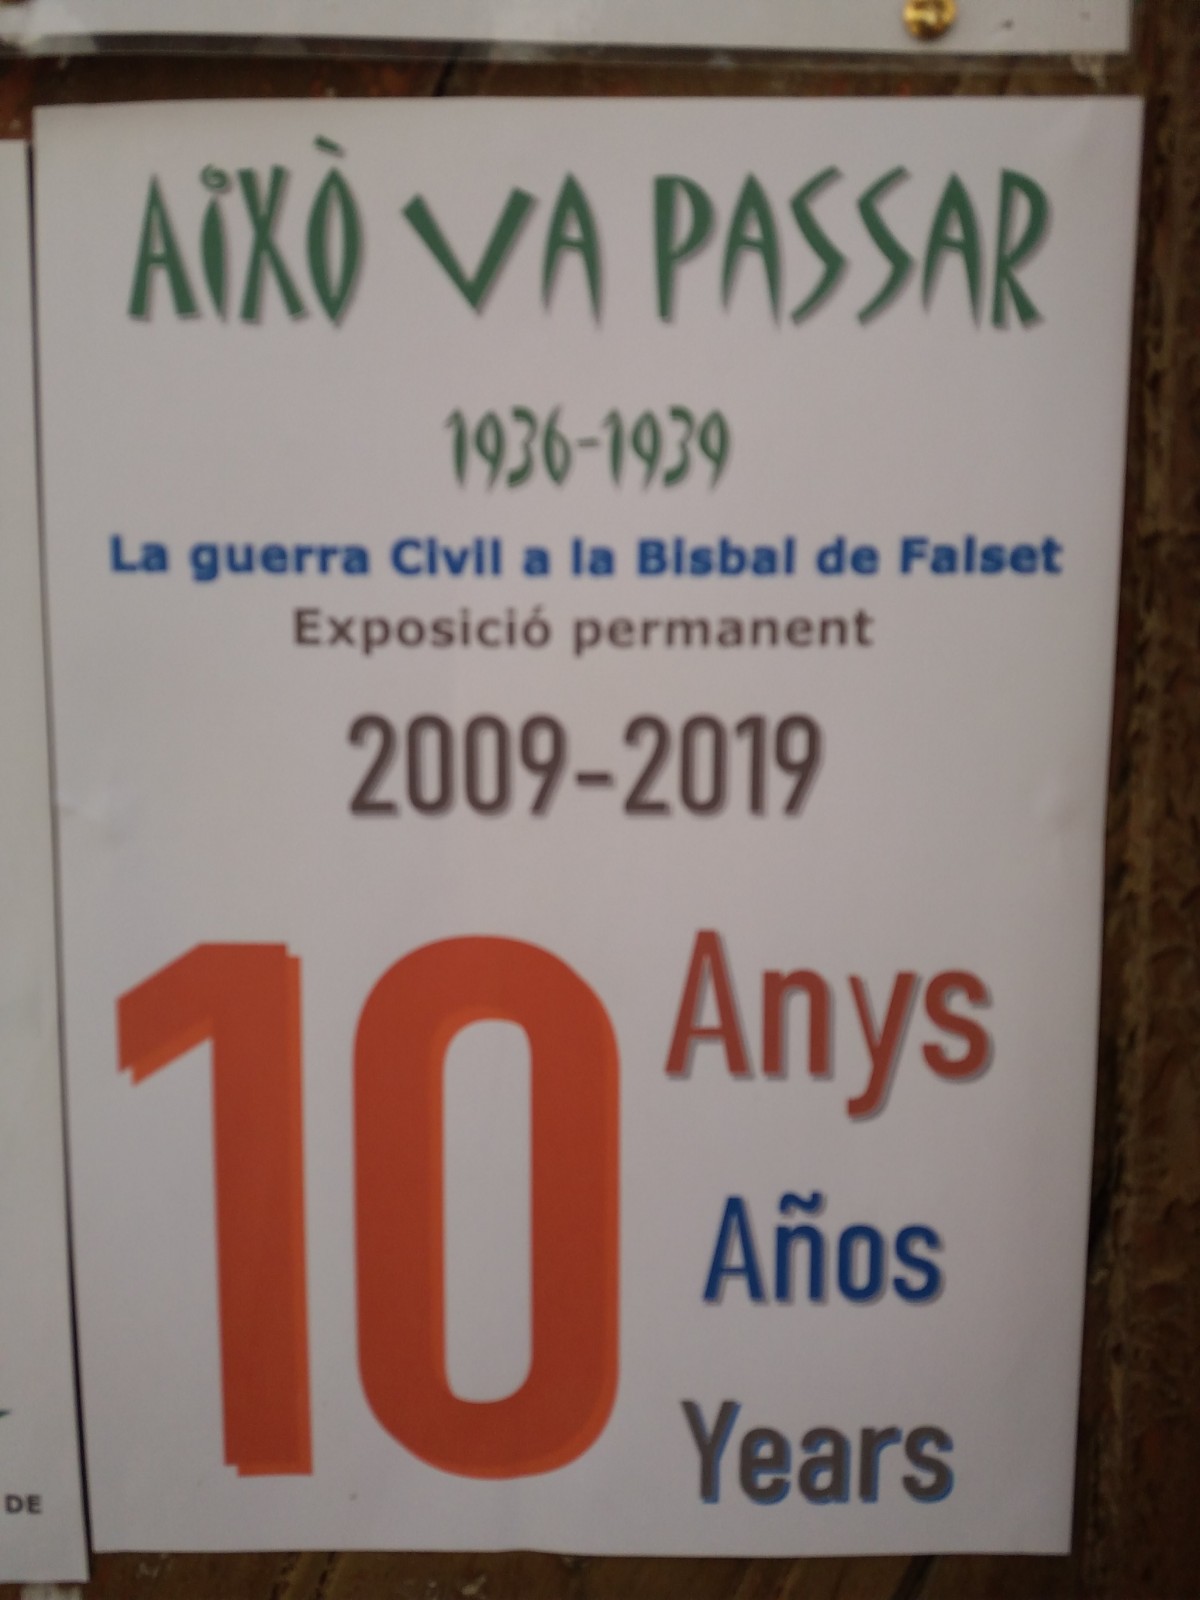 AiXÒ VA PASSAR
1936-1939
La guerra Civil a la Bisbal de Falset
Exposició permanent
2009-2019
10
Anys
Años
Years
DE